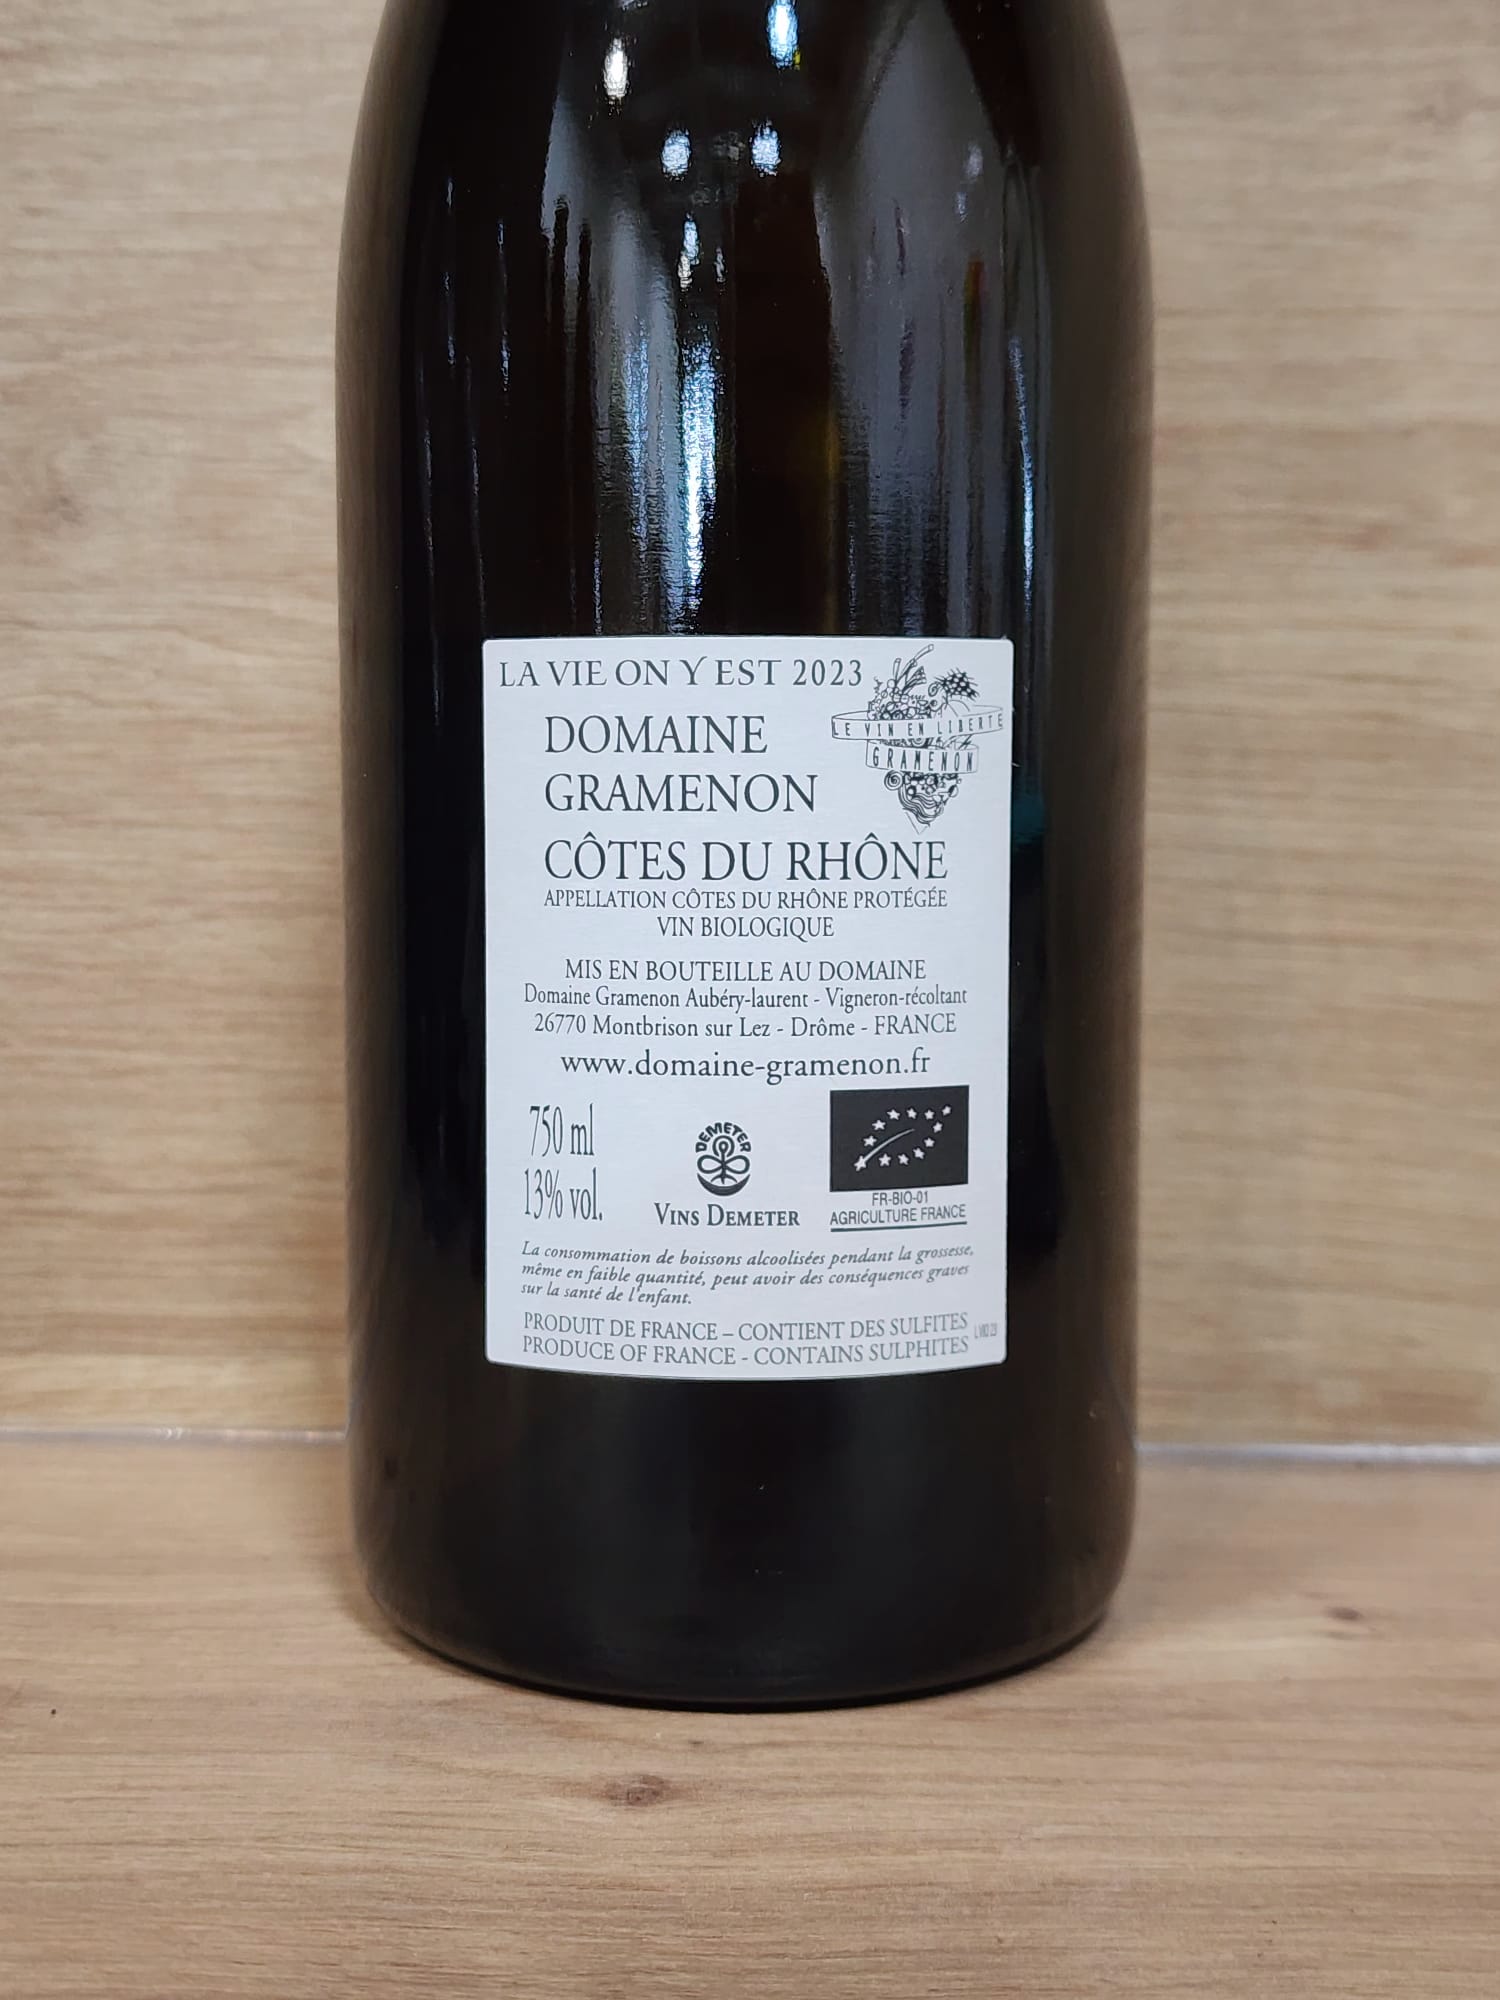 LA VIE ON Y EST 2023
LE VIN EN LIBERTE
GRAMENON
DOMAINE
GRAMENON
CÔTES DU RHÔNE
APPELLATION CÔTES DU RHÔNE PROTÉGÉE
VIN BIOLOGIQUE
MIS EN BOUTEILLE AU DOMAINE
Domaine Gramenon Aubéry-laurent - Vigneron-récoltant
26770 Montbrison sur Lez - Drôme - FRANCE
www.domaine-gramenon.fr
750 ml
13% vol.
DEMETER
VINS DEMETER
FR-BIO-01
AGRICULTURE FRANCE
La consommation de boissons alcoolisées pendant la grossesse,
même en faible quantité, peut avoir des conséquences graves
sur la santé de l'enfant.
PRODUIT DE FRANCE – CONTIENT DES SULFITES
PRODUCE OF FRANCE - CONTAINS SULPHITES